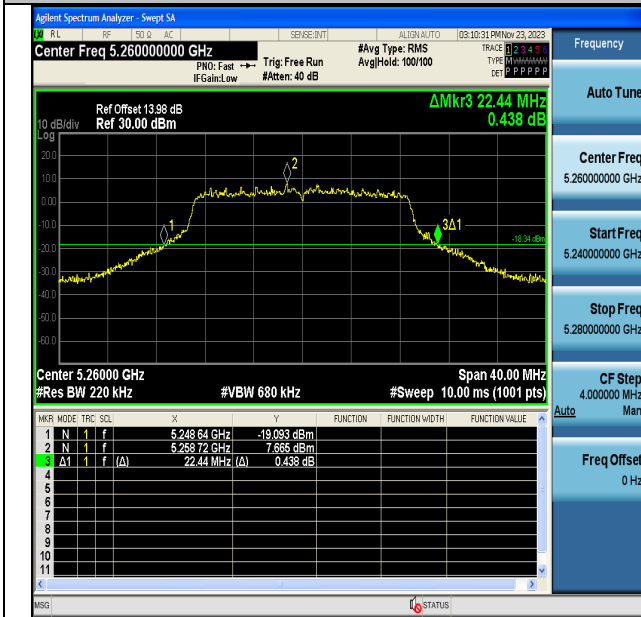 Agilent Spectrum Analyzer - Swept SA
RL RF 50 Ω AC SENSE:INT ALIGN AUTO 03:10:31 PM Nov 23, 2023
Center Freq 5.260000000 GHz
PNO: Fast
IFGain:Low
Trig: Free Run
#Atten: 40 dB
#Avg Type: RMS
Avg|Hold: 100/100
TRACE 1 2 3 4 5 6
TYPE M
DET P P P P P P
Frequency
Auto Tune
Center Freq
5.260000000 GHz
Start Freq
5.240000000 GHz
Stop Freq
5.280000000 GHz
CF Step
4.000000 MHz
Auto Man
Freq Offset
0 Hz
ΔMkr3 22.44 MHz
0.438 dB
Ref Offset 13.98 dB
10 dB/div Ref 30.00 dBm
Log
20.0
10.0
0.00
-10.0
-20.0
-30.0
-40.0
-50.0
-60.0
1
2
3Δ1
-18.34 dBm
Center 5.26000 GHz Span 40.00 MHz
#Res BW 220 kHz #VBW 680 kHz #Sweep 10.00 ms (1001 pts)
MKR MODE TRC SCL X Y FUNCTION FUNCTION WIDTH FUNCTION VALUE
1 N 1 f 5.248 64 GHz -19.093 dBm
2 N 1 f 5.258 72 GHz 7.665 dBm
3 Δ1 1 f (Δ) 22.44 MHz (Δ) 0.438 dB
4
5
6
7
8
9
10
11
MSG STATUS